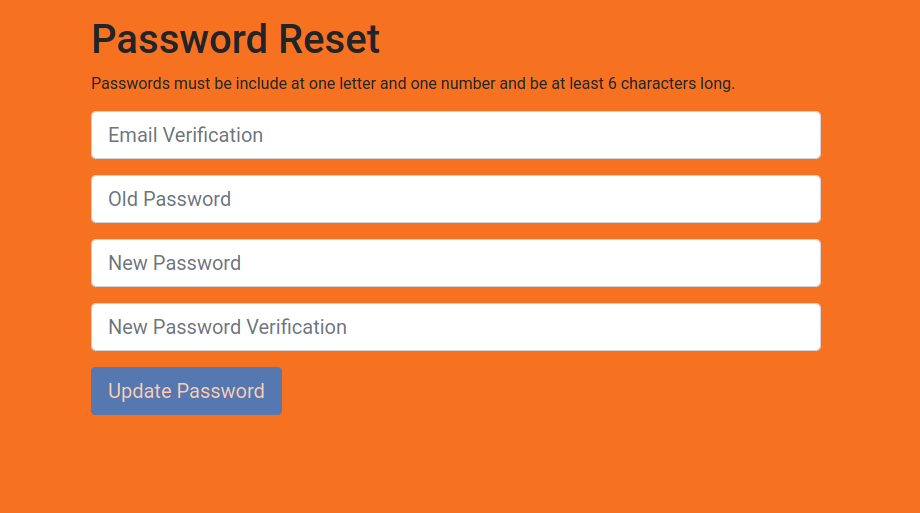 Password Reset
Passwords must be include at one letter and one number and be at least 6 characters long.
Email Verification
Old Password
New Password
New Password Verification
Update Password